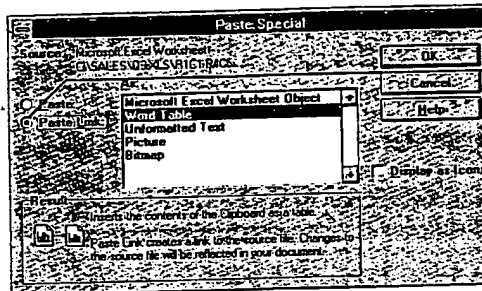 Paste Special
Source: Microsoft Excel Worksheet
OK
Cancel
Help
As:
Paste
Paste Link
Microsoft Excel Worksheet Object
Word Table
Unformatted Text
Picture
Bitmap
Display as Icon
Result
Inserts the contents of the Clipboard as a table.
Paste Link creates a link to the source file. Changes to
the source file will be reflected in your document.